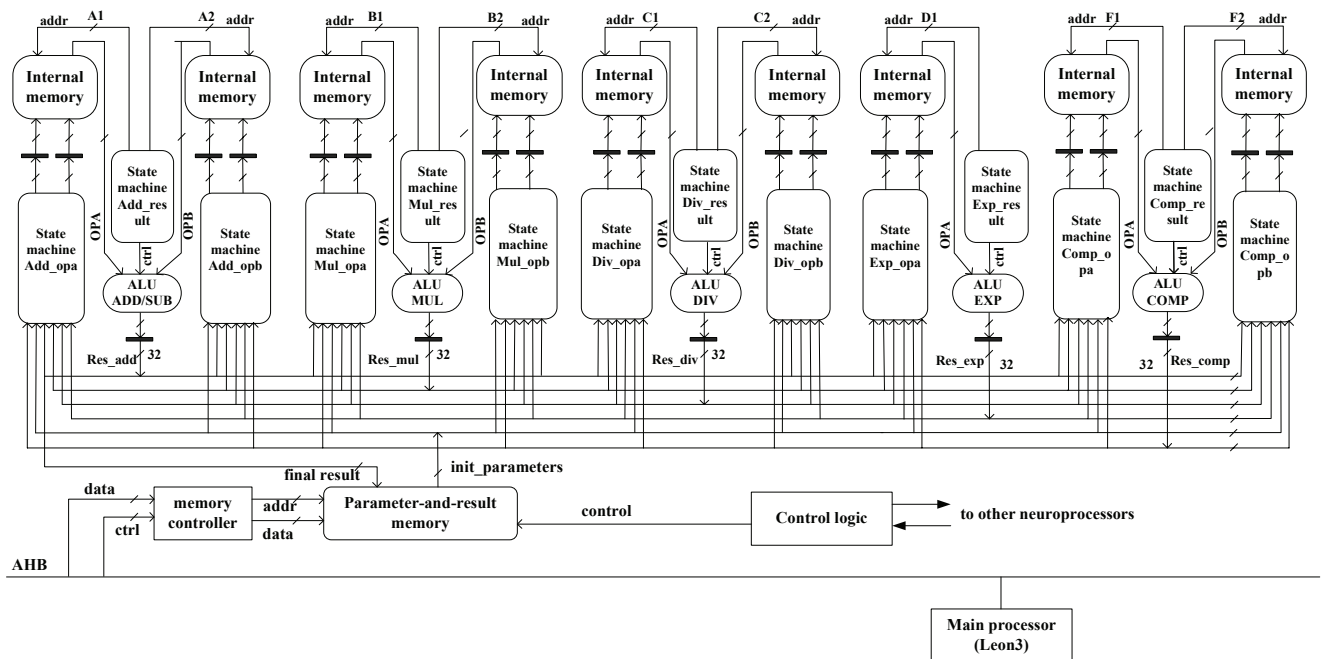 addr A1 A2 addr addr B1 B2 addr addr C1 C2 addr addr D1 addr F1 F2 addr
Internal memory
Internal memory
Internal memory
Internal memory
Internal memory
Internal memory
Internal memory
Internal memory
Internal memory
State
machine
Add_res
ult
State
machine
Mul_res
ult
State
machine
Div_res
ult
State
machine
Exp_res
ult
State
machine
Comp_re
sult
State
machine
Add_opa
OPA
OPB
ctrl
State
machine
Add_opb
State
machine
Mul_opa
OPA
OPB
ctrl
State
machine
Mul_opb
State
machine
Div_opa
OPA
OPB
ctrl
State
machine
Div_opb
State
machine
Exp_opa
OPA
ctrl
State
machine
Comp_
opa
OPA
OPB
ctrl
State
machine
Comp_o
pb
ALU
ADD/SUB
ALU
MUL
ALU
DIV
ALU
EXP
ALU
COMP
Res_add 32 Res_mul 32 Res_div 32 Res_exp 32 32 Res_comp
final result
init_parameters
data
ctrl
memory
controller
addr
data
Parameter-and-result
memory
control
Control logic
to other neuroprocessors
AHB
Main processor
(Leon3)